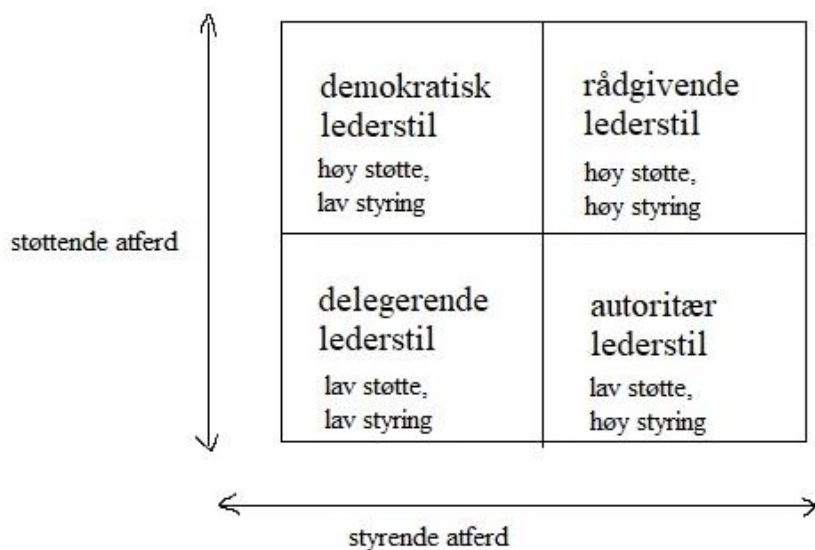 demokratisk
lederstil
høy støtte,
lav styring
rådgivende
lederstil
høy støtte,
høy styring
støttende atferd
delegerende
lederstil
lav støtte,
lav styring
autoritær
lederstil
lav støtte,
høy styring
styrende atferd